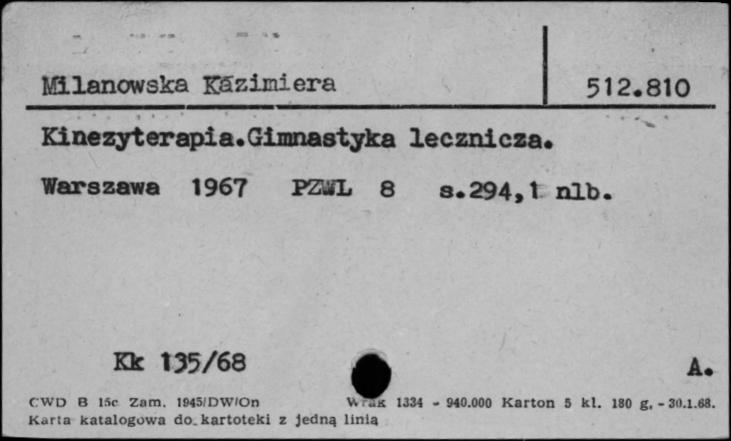 Milanowska Kazimiera 512.810
Kinezyterapia.Gimnastyka lecznicza.
Warszawa 1967 PZWL 8 s.294,1 nlb.
Kk 135/68 A.
CWD B 15c Zam. 1945/DW/On 1334 - 940.000 Karton 5 kl. 180 g. - 30.1.68.
Karta katalogowa do kartoteki z jedną linią